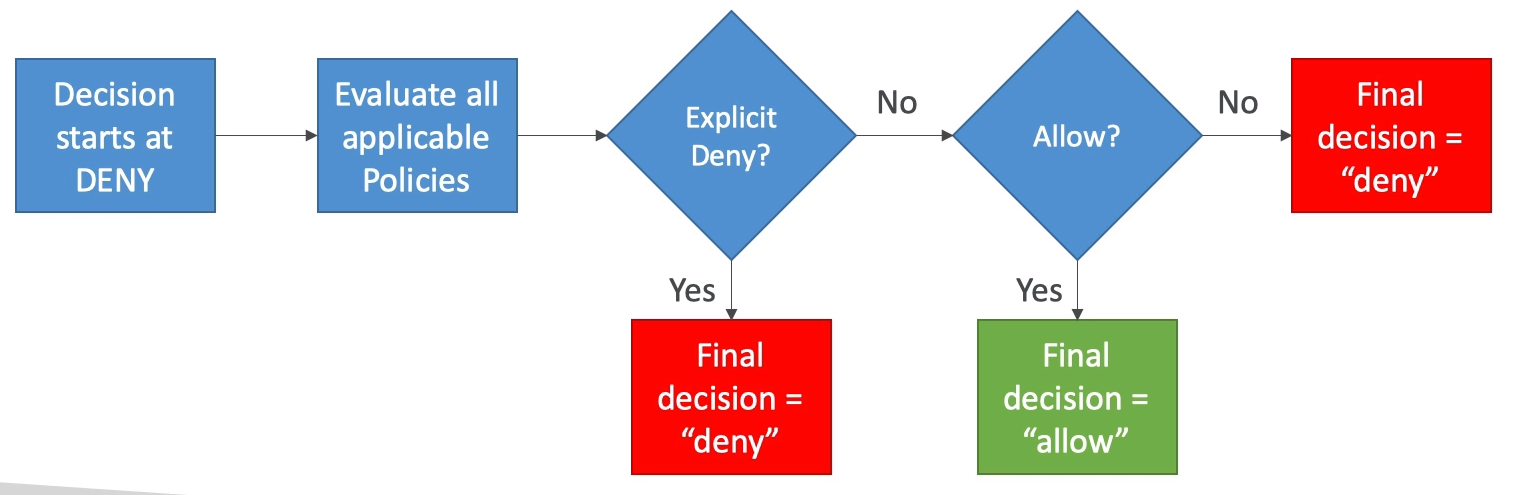 Decision
starts at
DENY
Evaluate all
applicable
Policies
Explicit
Deny?
No
Allow?
No
Final
decision =
“deny”
Yes
Final
decision =
“deny”
Yes
Final
decision =
“allow”